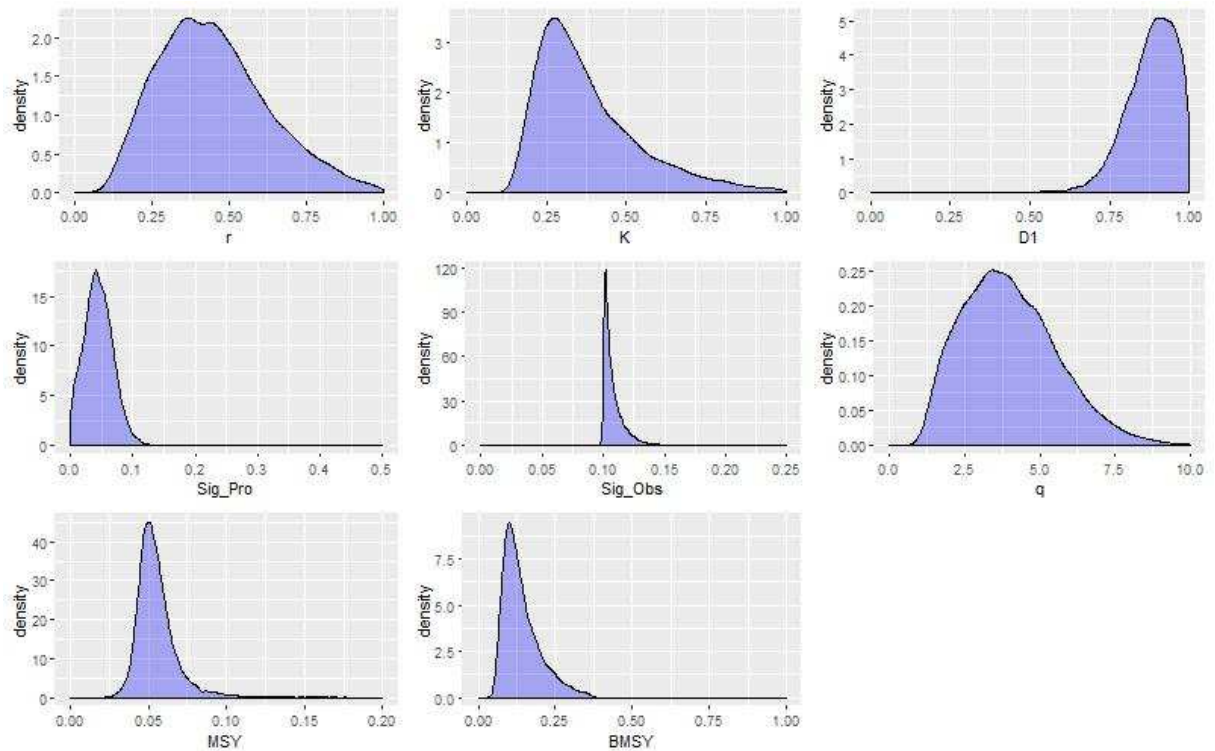 density
2.0
1.5
1.0
0.5
0.0
0.00 0.25 0.50 0.75 1.00
r
density
3
2
1
0
0.00 0.25 0.50 0.75 1.00
K
density
5
4
3
2
1
0
0.00 0.25 0.50 0.75 1.00
D1
density
15
10
5
0
0.0 0.1 0.2 0.3 0.4 0.5
Sig_Pro
density
120
90
60
30
0
0.00 0.05 0.10 0.15 0.20 0.25
Sig_Obs
density
0.25
0.20
0.15
0.10
0.05
0.00
0.0 2.5 5.0 7.5 10.0
q
density
40
30
20
10
0
0.00 0.05 0.10 0.15 0.20
MSY
density
7.5
5.0
2.5
0.0
0.00 0.25 0.50 0.75 1.00
BMSY